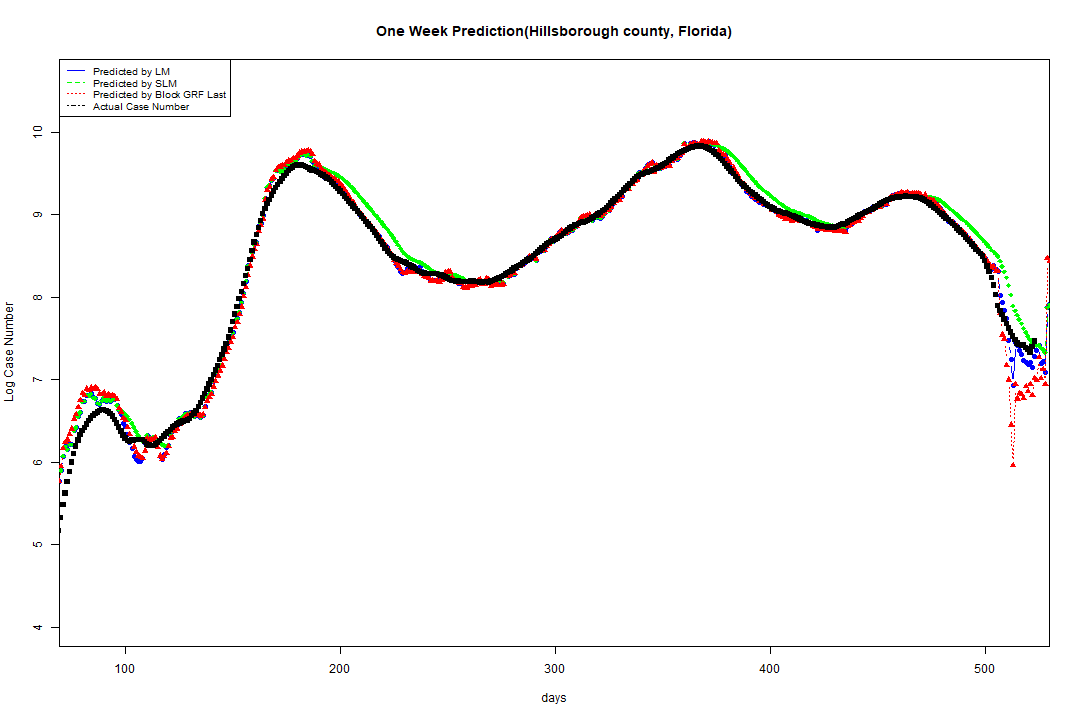 One Week Prediction(Hillsborough county, Florida)
Predicted by LM
Predicted by SLM
Predicted by Block GRF Last
Actual Case Number
Log Case Number
10
9
8
7
6
5
4
100 200 300 400 500
days